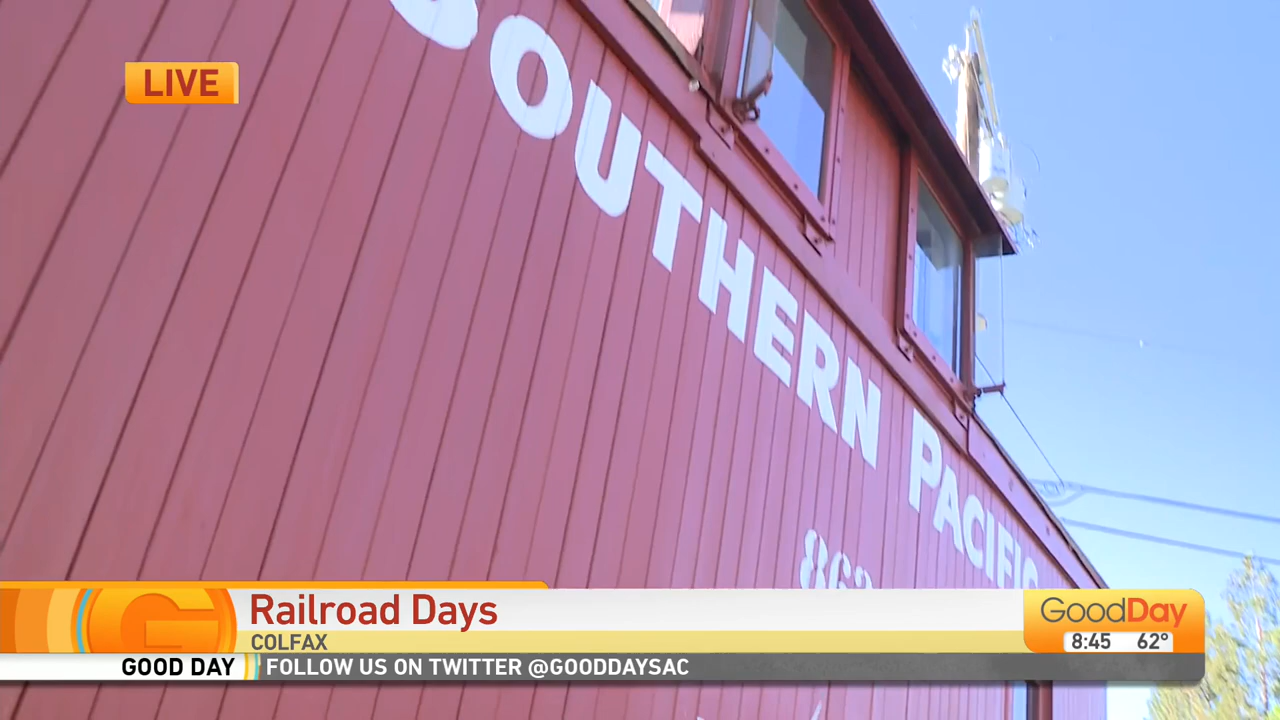 LIVE
SOUTHERN PACIFIC
Railroad Days
COLFAX
GoodDay
8:45 62°
GOOD DAY
FOLLOW US ON TWITTER @GOODDAYSAC